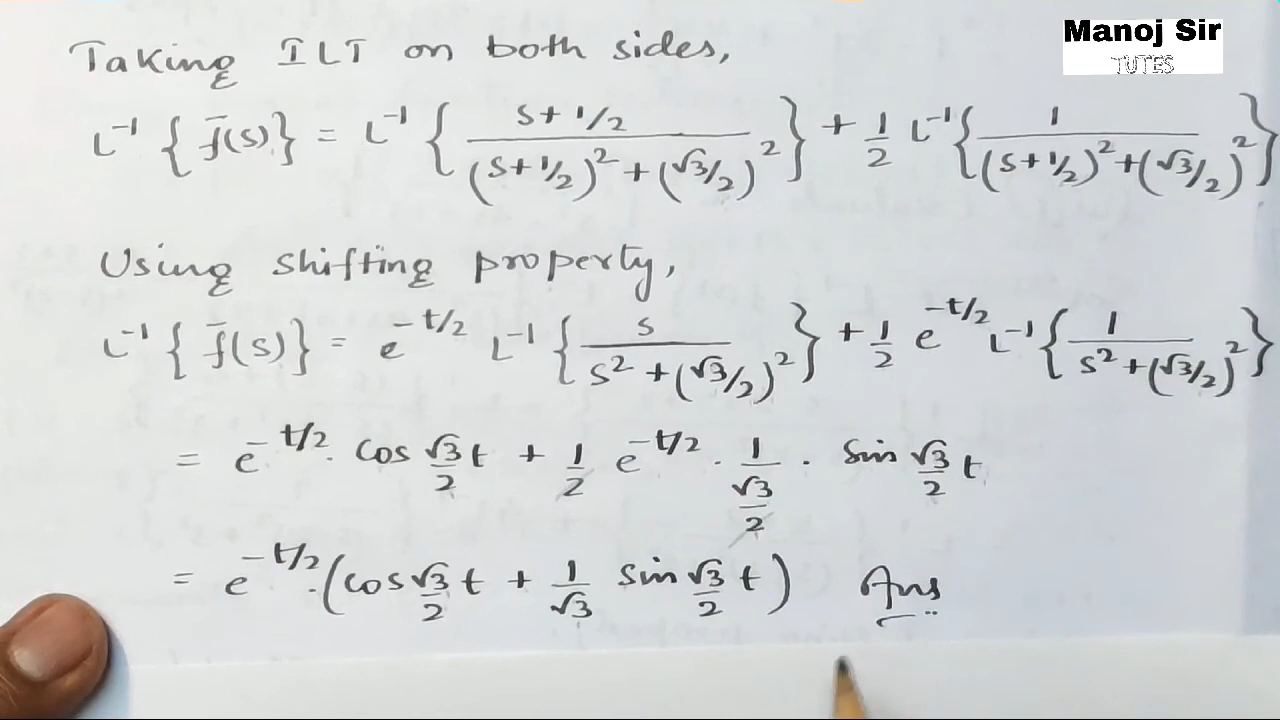 Manoj Sir
TUTES
Taking ILT on both sides,
L⁻¹ { f̄(s)} = L⁻¹ { (s+1/2) / ((s+1/2)² + (√3/2)²) } + 1/2 L⁻¹ { 1 / ((s+1/2)² + (√3/2)²) }
Using shifting property,
L⁻¹ { f̄(s)} = e^(-t/2) L⁻¹ { s / (s² + (√3/2)²) } + 1/2 e^(-t/2) L⁻¹ { 1 / (s² + (√3/2)²) }
= e^(-t/2) · cos √3/2 t + 1/2 e^(-t/2) · 1/(√3/2) · sin √3/2 t
= e^(-t/2) · (cos √3/2 t + 1/√3 sin √3/2 t) Ans